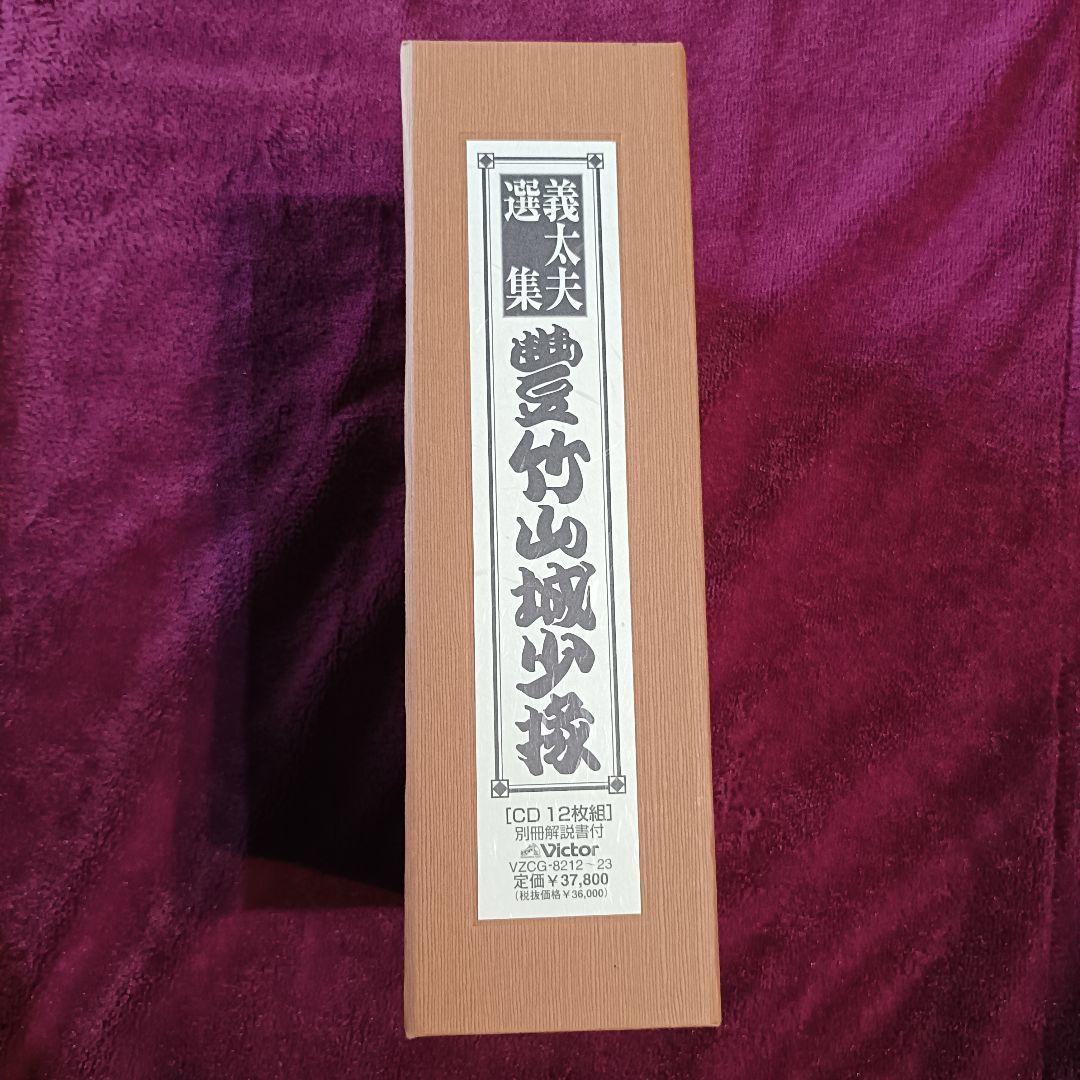 義太夫
選集
豐竹山城少掾
[CD 12枚組]
別冊解説書付
Victor
VZCG-8212~23
定価￥37,800
(税抜価格￥36,000)